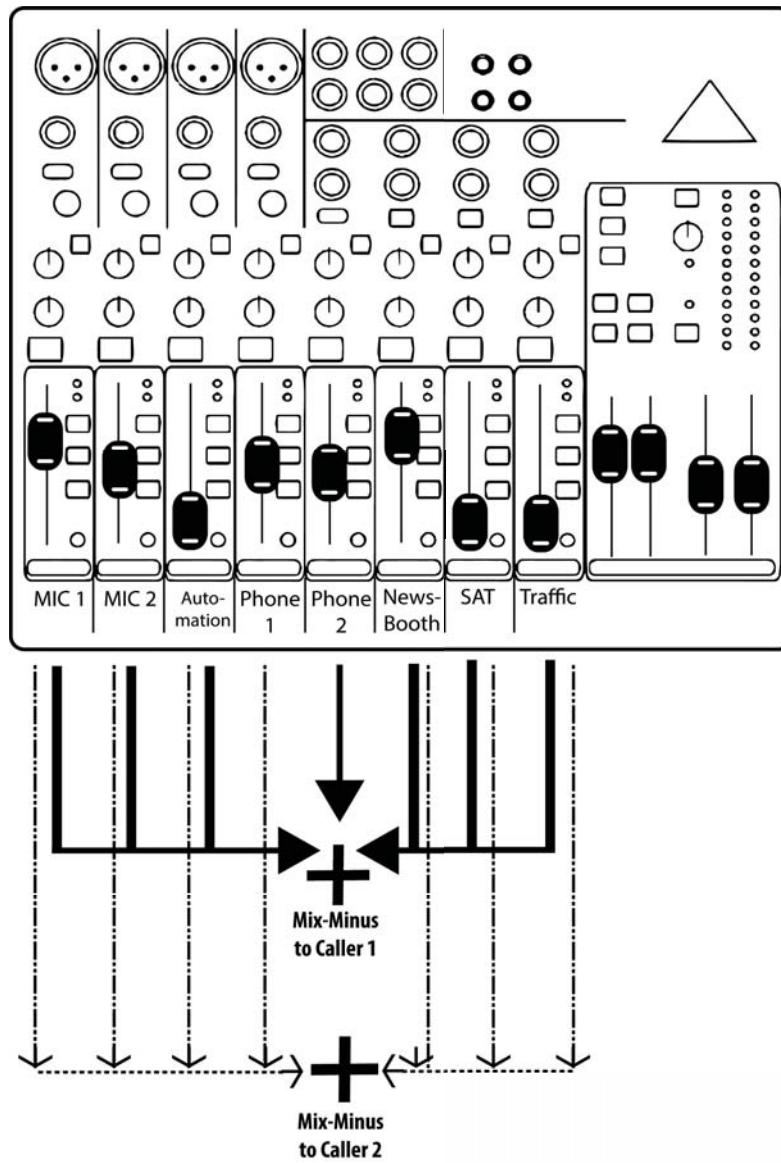 MIC 1
MIC 2
Auto-
mation
Phone
1
Phone
2
News-
Booth
SAT
Traffic
Mix-Minus
to Caller 1
Mix-Minus
to Caller 2